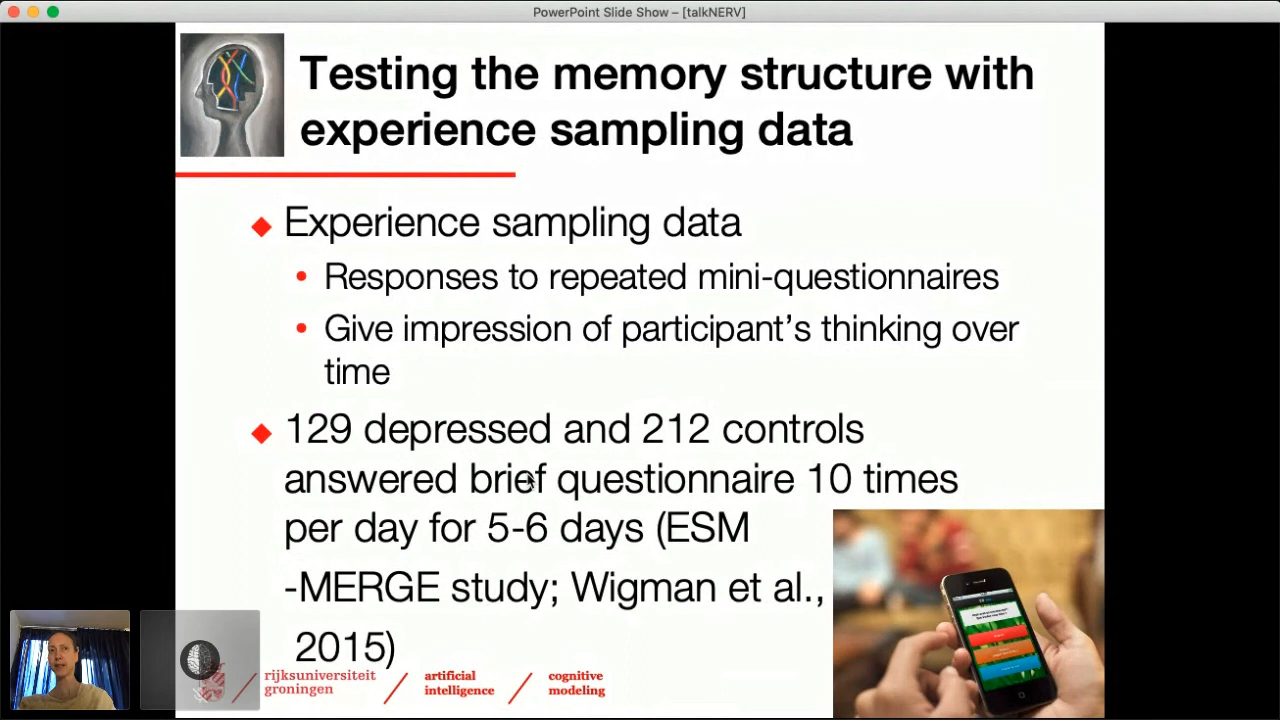 PowerPoint Slide Show – [talkNERV]
Testing the memory structure with
experience sampling data
Experience sampling data
Responses to repeated mini-questionnaires
Give impression of participant's thinking over
time
129 depressed and 212 controls
answered brief questionnaire 10 times
per day for 5-6 days (ESM
-MERGE study; Wigman et al.,
2015)
rijksuniversiteit
groningen
artificial
intelligence
cognitive
modeling